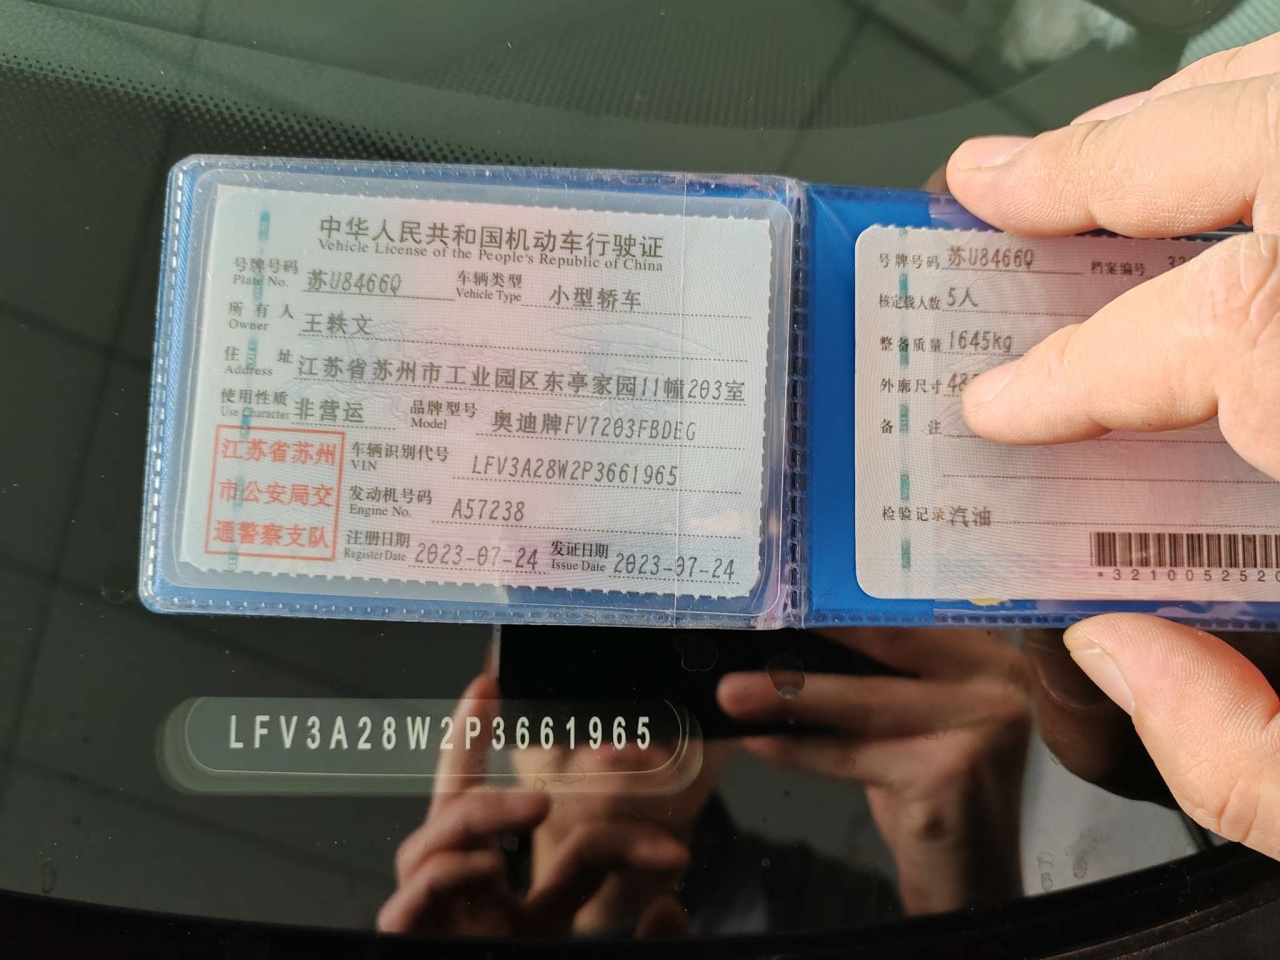 中华人民共和国机动车行驶证
Vehicle License of the People's Republic of China
号牌号码 苏U8466Q 车辆类型 小型轿车
Plate No. Vehicle Type
所有人 王轶文
Owner
住址 江苏省苏州市工业园区东亭家园11幢203室
Address
使用性质 非营运 品牌型号 奥迪牌FV7203FBDEG
Use Character Model
江苏省苏州
市公安局交
通警察支队
车辆识别代号 LFV3A28W2P3661965
VIN
发动机号码 A57238
Engine No.
注册日期 2023-07-24 发证日期 2023-07-24
Register Date Issue Date
号牌号码 苏U8466Q 档案编号
核定载人数 5人
整备质量 1645kg
外廓尺寸
备注
检验记录 汽油
*3210052520
LFV3A28W2P3661965